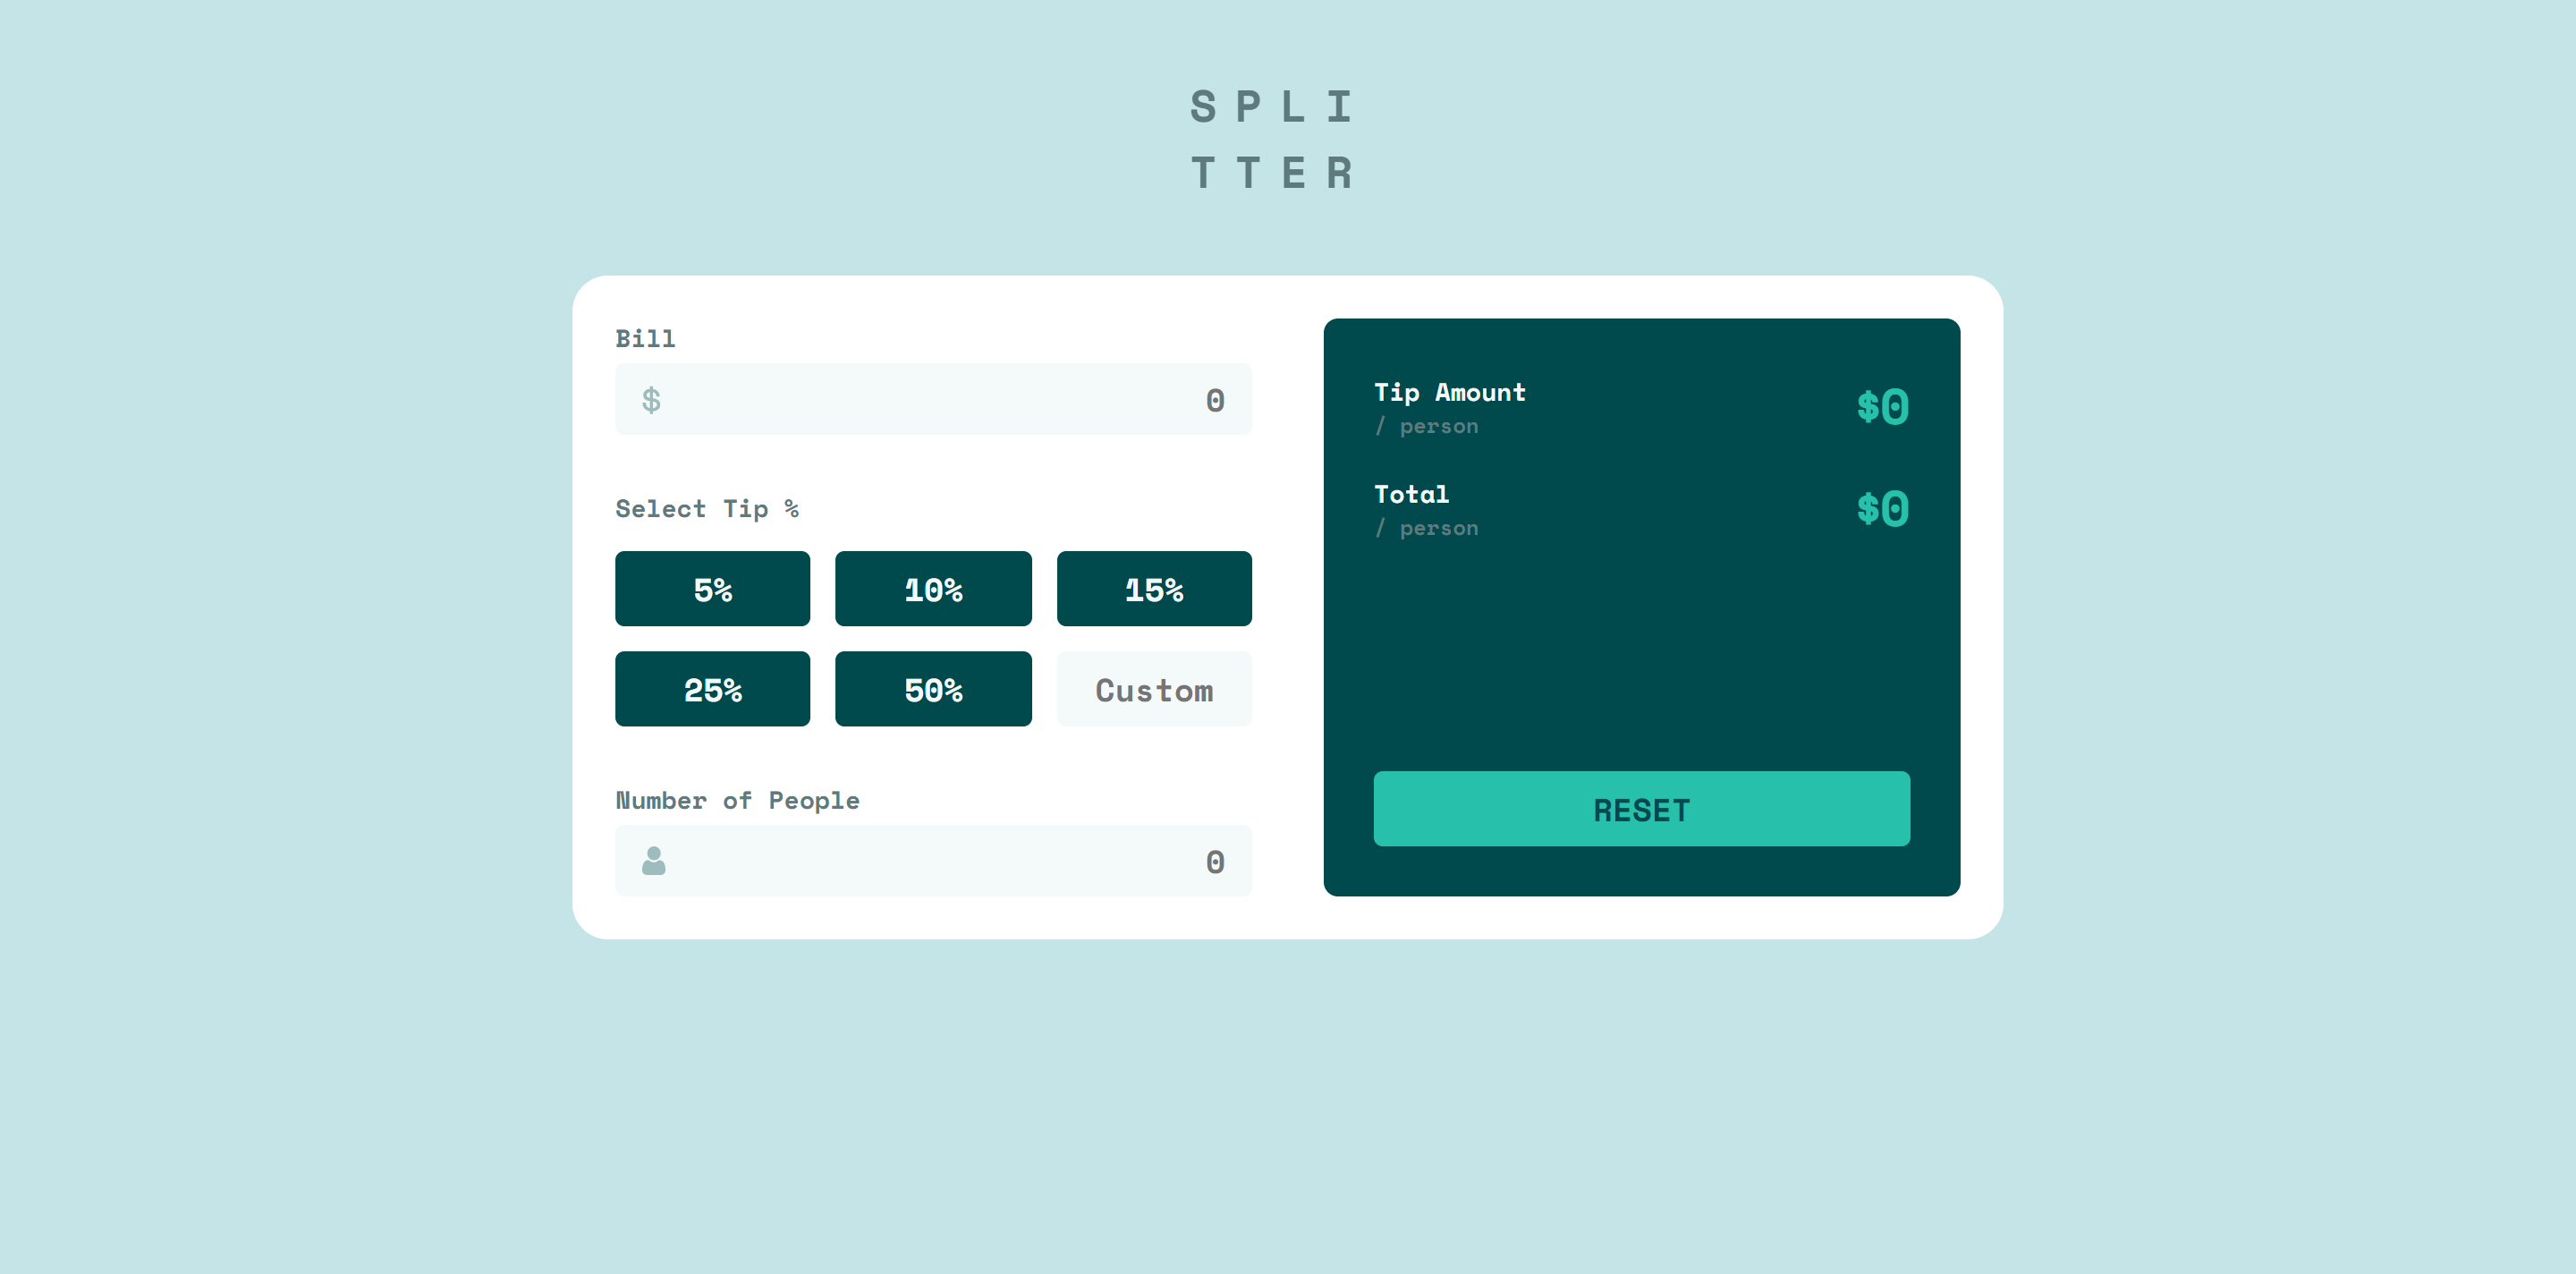 S P L I
T T E R
Bill
$ 0
Select Tip %
5% 10% 15%
25% 50% Custom
Number of People
0
Tip Amount
/ person
$0
Total
/ person
$0
RESET